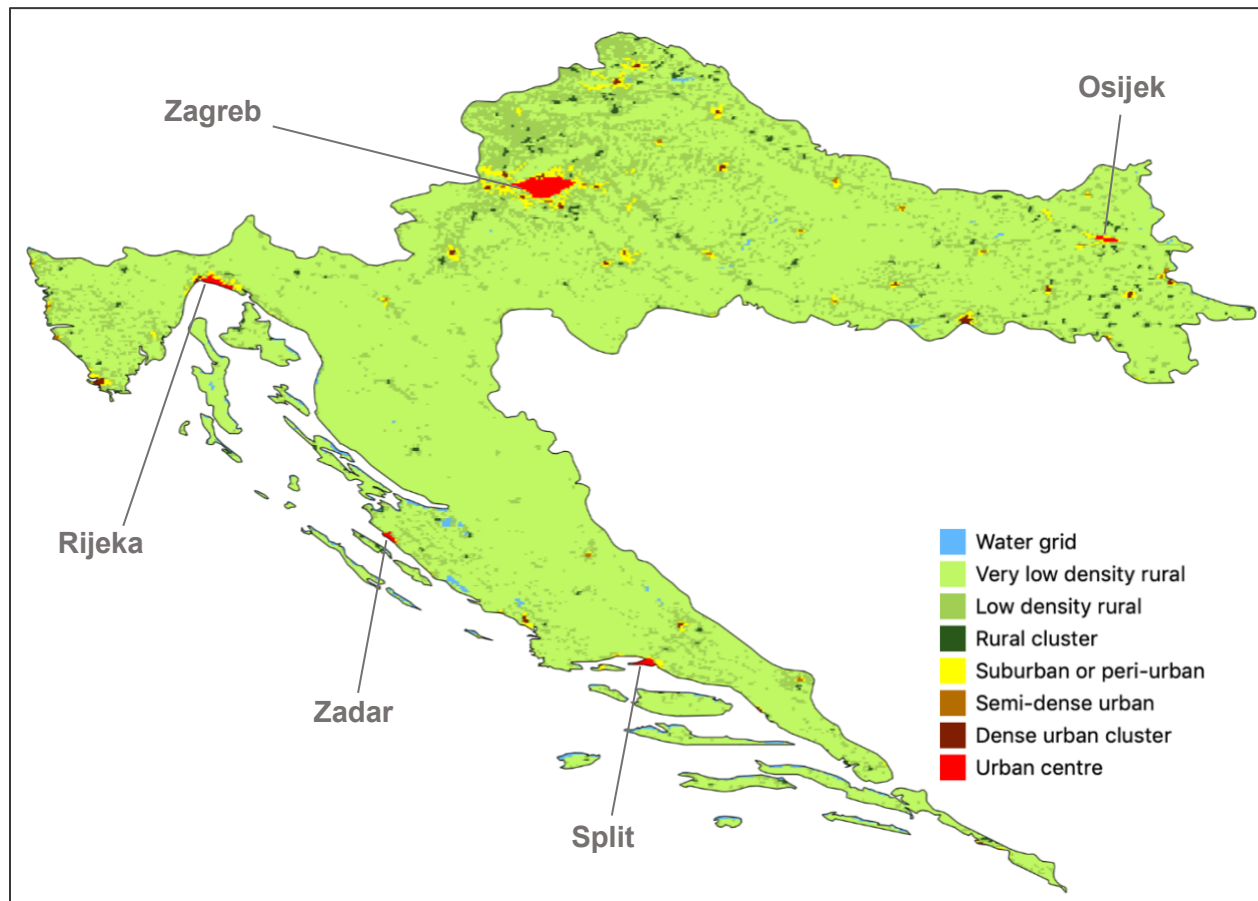 Osijek
Zagreb
Rijeka
Zadar
Split
Water grid
Very low density rural
Low density rural
Rural cluster
Suburban or peri-urban
Semi-dense urban
Dense urban cluster
Urban centre